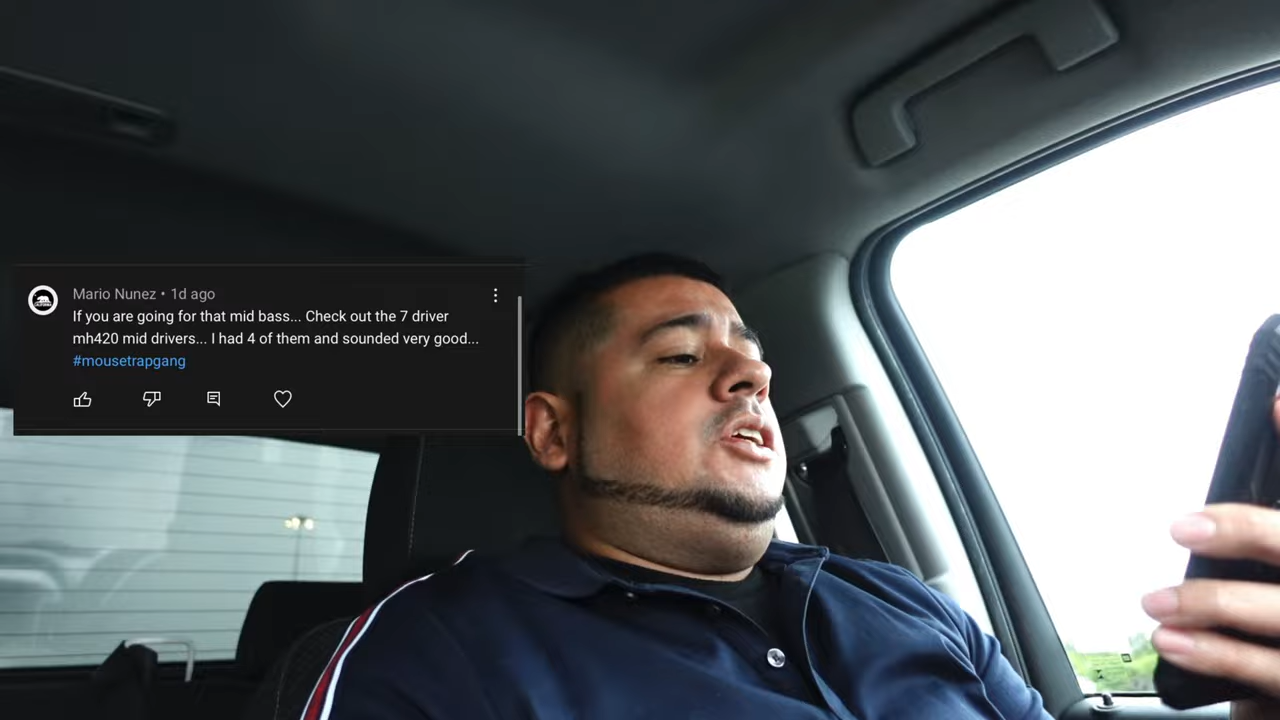 Mario Nunez • 1d ago
If you are going for that mid bass... Check out the 7 driver
mh420 mid drivers... I had 4 of them and sounded very good...
#mousetrapgang